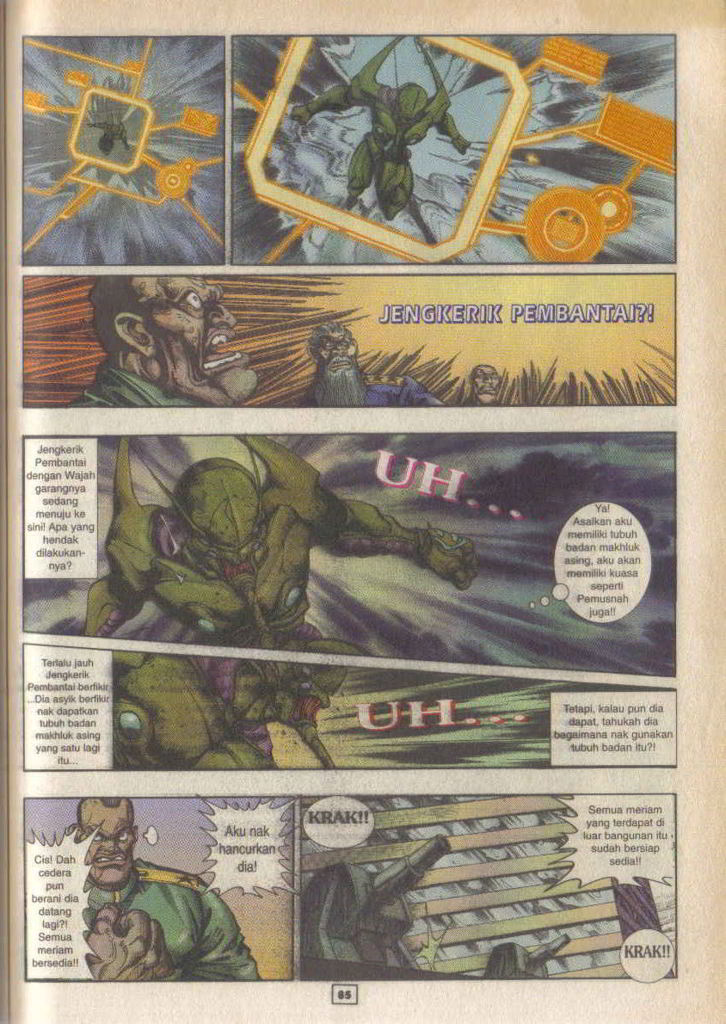 JENGKERIK PEMBANTAI?!
Jengkerik
Pembantai
dengan Wajah
garangnya
sedang
menuju ke
sini! Apa yang
hendak
dilakukan-
nya?
UH...
Ya!
Asalkan aku
memiliki tubuh
badan makhluk
asing, aku akan
memiliki kuasa
seperti
Pemusnah
juga!!
Terlalu jauh
Jengkerik
Pembantai berfikir
..Dia asyik berfikir
nak dapatkan
tubuh badan
makhluk asing
yang satu lagi
itu...
UH...
Tetapi, kalau pun dia
dapat, tahukah dia
bagaimana nak gunakan
tubuh badan itu?!
Aku nak
hancurkan
dia!
Cis! Dah
cedera
pun
berani dia
datang
lagi?!
Semua
meriam
bersedia!!
KRAK!!
Semua meriam
yang terdapat di
luar bangunan itu
sudah bersiap
sedia!!
KRAK!!
85